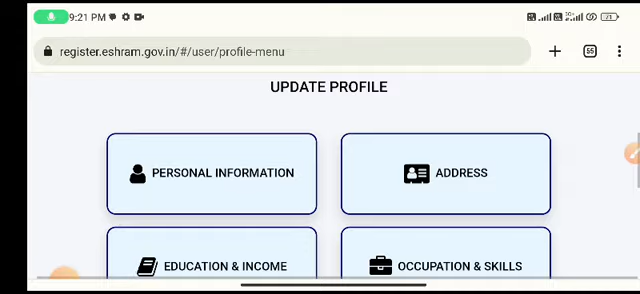 9:21 PM
71
register.eshram.gov.in/#/user/profile-menu
55
UPDATE PROFILE
PERSONAL INFORMATION
ADDRESS
EDUCATION & INCOME
OCCUPATION & SKILLS